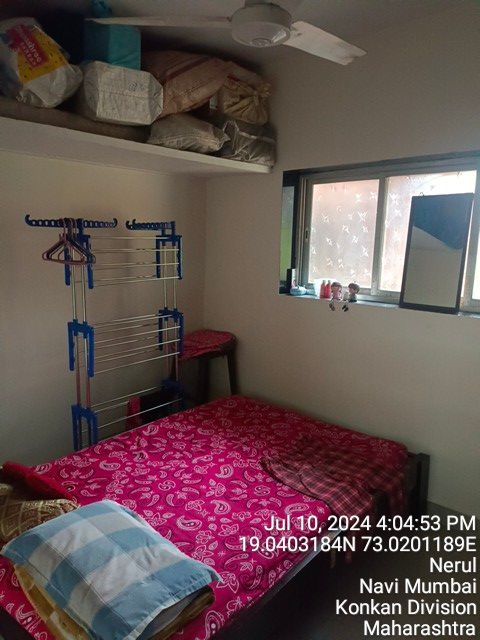 Jul 10, 2024 4:04:53 PM
19.0403184N 73.0201189E
Nerul
Navi Mumbai
Konkan Division
Maharashtra